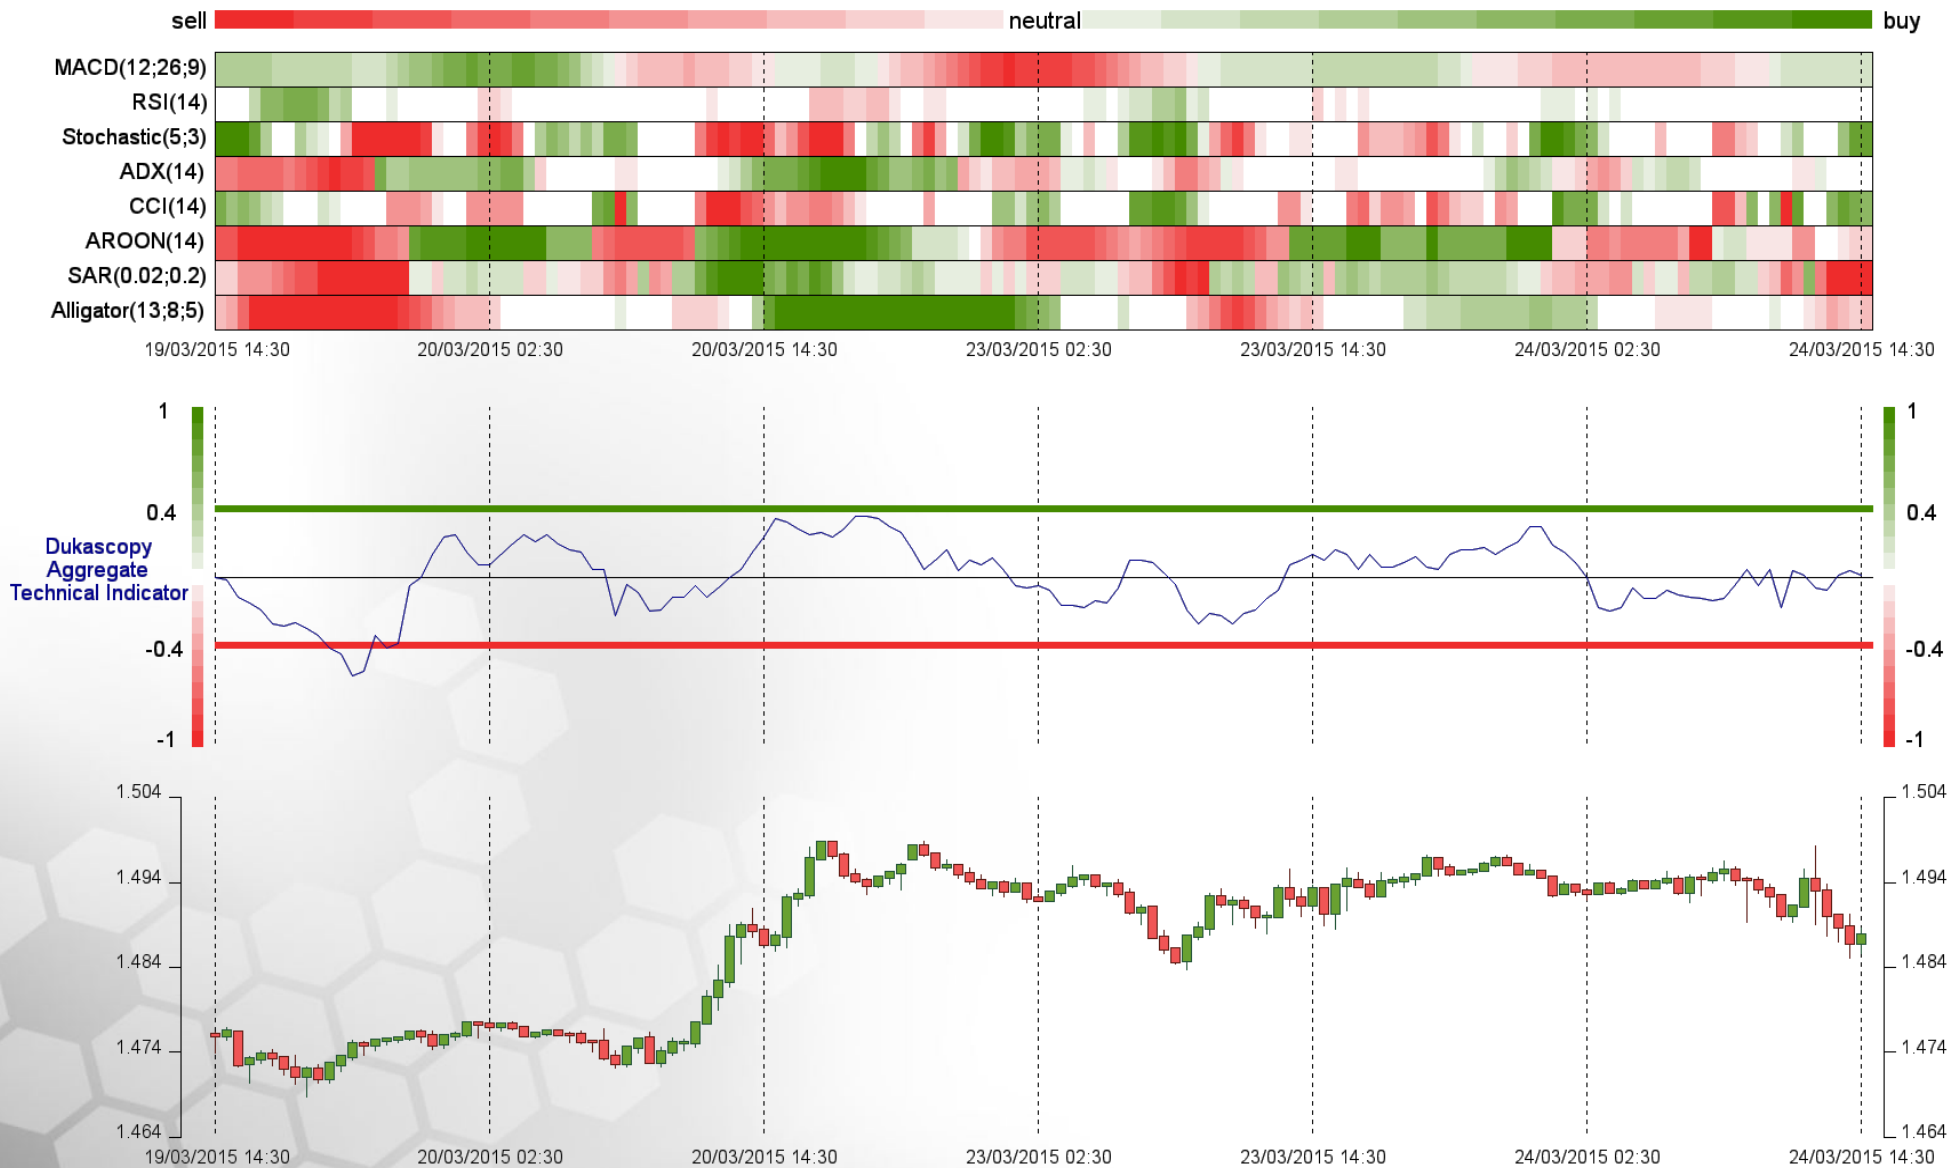 sell neutral buy
MACD(12;26;9)
RSI(14)
Stochastic(5;3)
ADX(14)
CCI(14)
AROON(14)
SAR(0.02;0.2)
Alligator(13;8;5)
19/03/2015 14:30 20/03/2015 02:30 20/03/2015 14:30 23/03/2015 02:30 23/03/2015 14:30 24/03/2015 02:30 24/03/2015 14:30
1 1
0.4 0.4
Dukascopy
Aggregate
Technical Indicator
-0.4 -0.4
-1 -1
1.504 1.504
1.494 1.494
1.484 1.484
1.474 1.474
1.464 1.464
19/03/2015 14:30 20/03/2015 02:30 20/03/2015 14:30 23/03/2015 02:30 23/03/2015 14:30 24/03/2015 02:30 24/03/2015 14:30